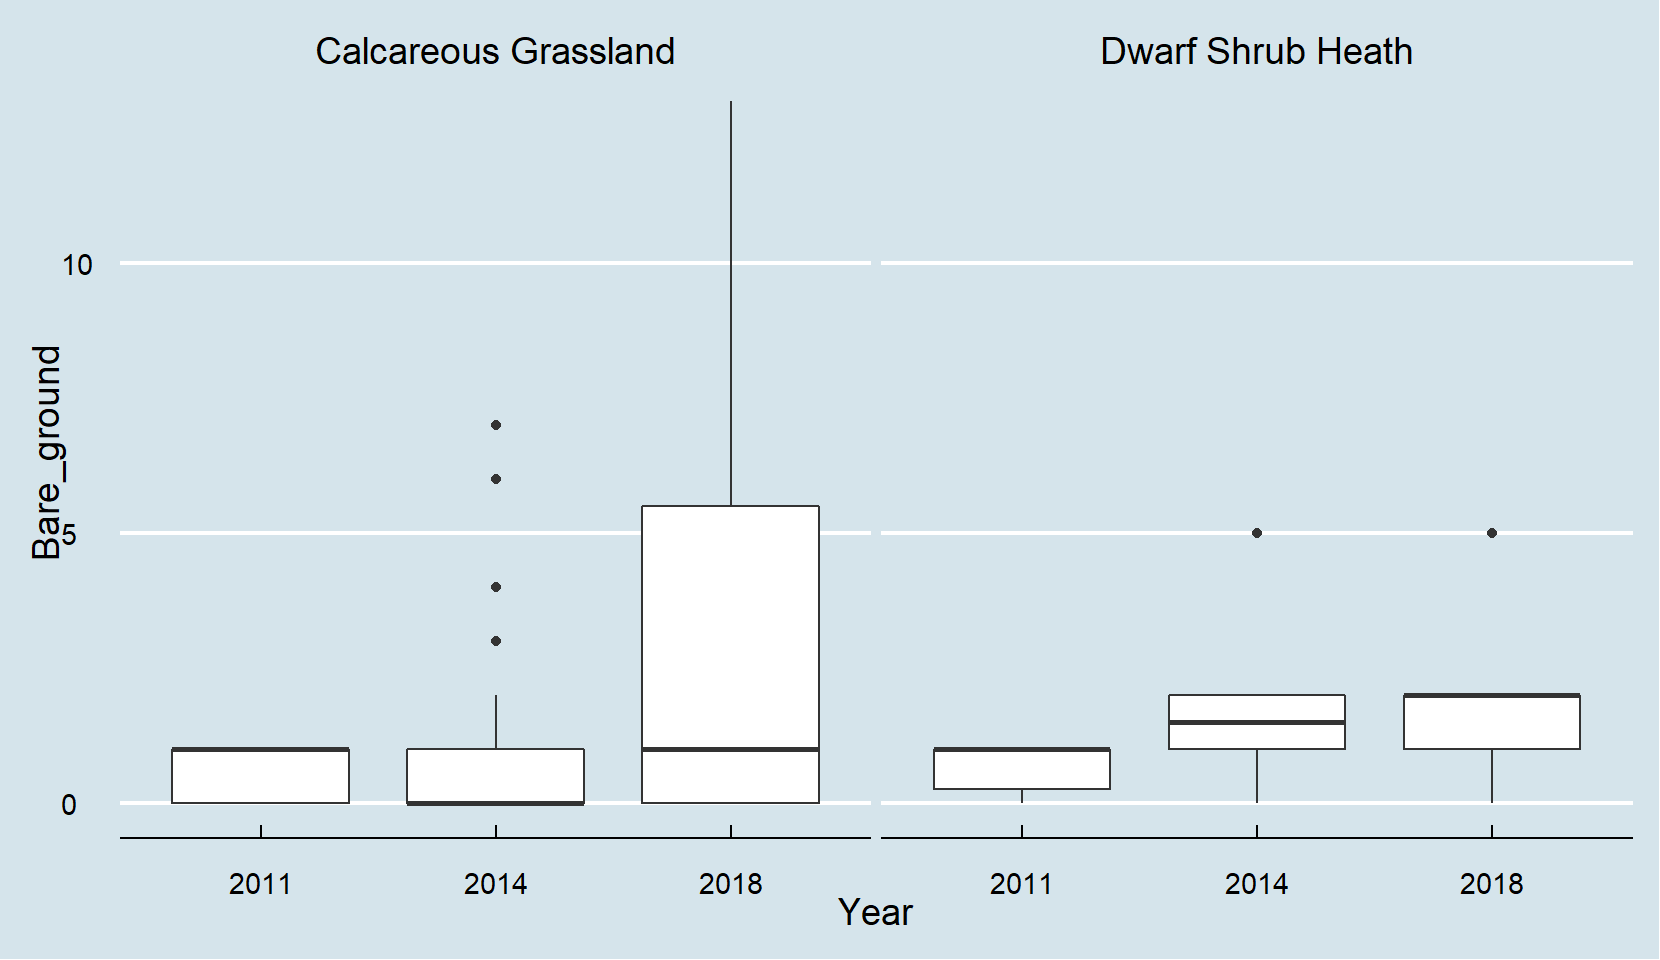 Calcareous Grassland
Dwarf Shrub Heath
Bare_ground
10
5
0
2011 2014 2018
2011 2014 2018
Year